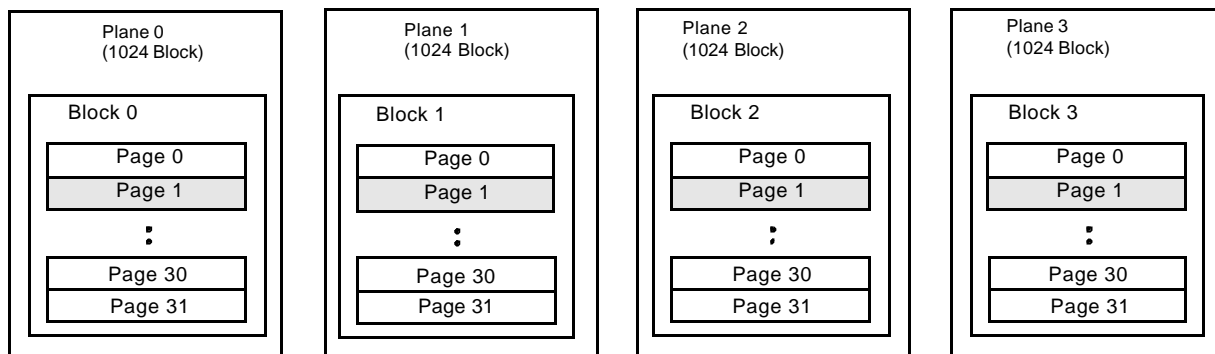 Plane 0
(1024 Block)
Block 0
Page 0
Page 1
Page 30
Page 31
Plane 1
(1024 Block)
Block 1
Page 0
Page 1
Page 30
Page 31
Plane 2
(1024 Block)
Block 2
Page 0
Page 1
Page 30
Page 31
Plane 3
(1024 Block)
Block 3
Page 0
Page 1
Page 30
Page 31